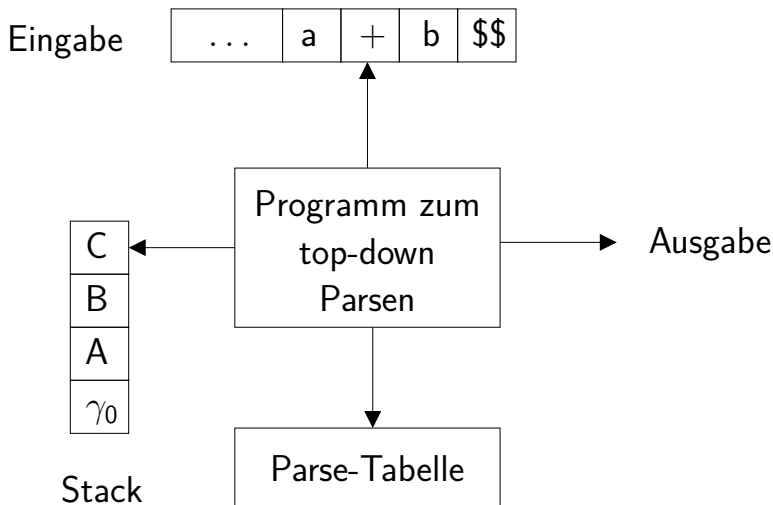 Eingabe
... a + b $$
Programm zum
top-down
Parsen
Ausgabe
C
B
A
γ0
Stack
Parse-Tabelle